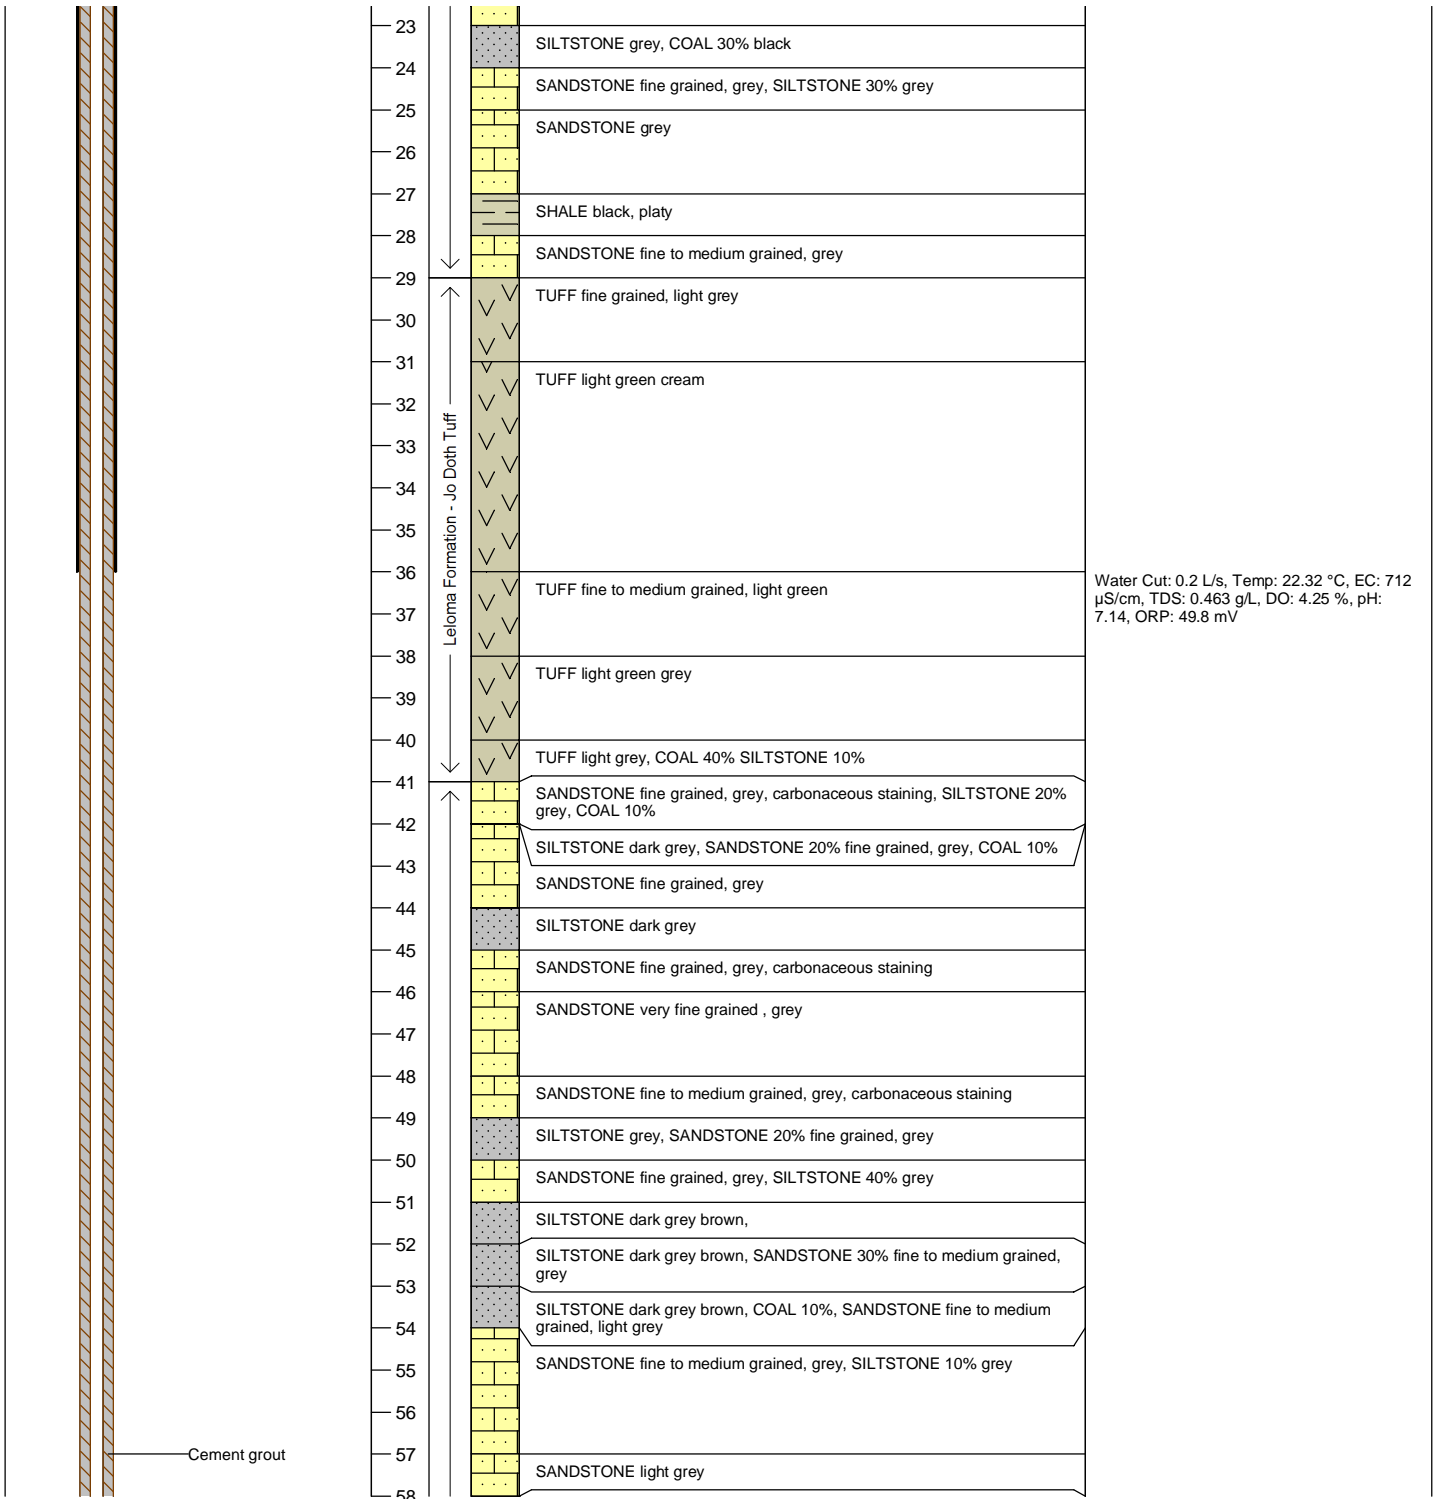 23
SILTSTONE grey, COAL 30% black
24
SANDSTONE fine grained, grey, SILTSTONE 30% grey
25
SANDSTONE grey
26
27
SHALE black, platy
28
SANDSTONE fine to medium grained, grey
29
TUFF fine grained, light grey
30
31
TUFF light green cream
32
33
Leloma Formation - Jo Doth Tuff
34
35
36
TUFF fine to medium grained, light green
Water Cut: 0.2 L/s, Temp: 22.32 °C, EC: 712
µS/cm, TDS: 0.463 g/L, DO: 4.25 %, pH:
7.14, ORP: 49.8 mV
37
38
TUFF light green grey
39
40
TUFF light grey, COAL 40% SILTSTONE 10%
41
SANDSTONE fine grained, grey, carbonaceous staining, SILTSTONE 20%
grey, COAL 10%
42
SILTSTONE dark grey, SANDSTONE 20% fine grained, grey, COAL 10%
43
SANDSTONE fine grained, grey
44
SILTSTONE dark grey
45
SANDSTONE fine grained, grey, carbonaceous staining
46
SANDSTONE very fine grained , grey
47
48
SANDSTONE fine to medium grained, grey, carbonaceous staining
49
SILTSTONE grey, SANDSTONE 20% fine grained, grey
50
SANDSTONE fine grained, grey, SILTSTONE 40% grey
51
SILTSTONE dark grey brown,
52
SILTSTONE dark grey brown, SANDSTONE 30% fine to medium grained,
grey
53
SILTSTONE dark grey brown, COAL 10%, SANDSTONE fine to medium
grained, light grey
54
SANDSTONE fine to medium grained, grey, SILTSTONE 10% grey
55
56
57
Cement grout
SANDSTONE light grey
58